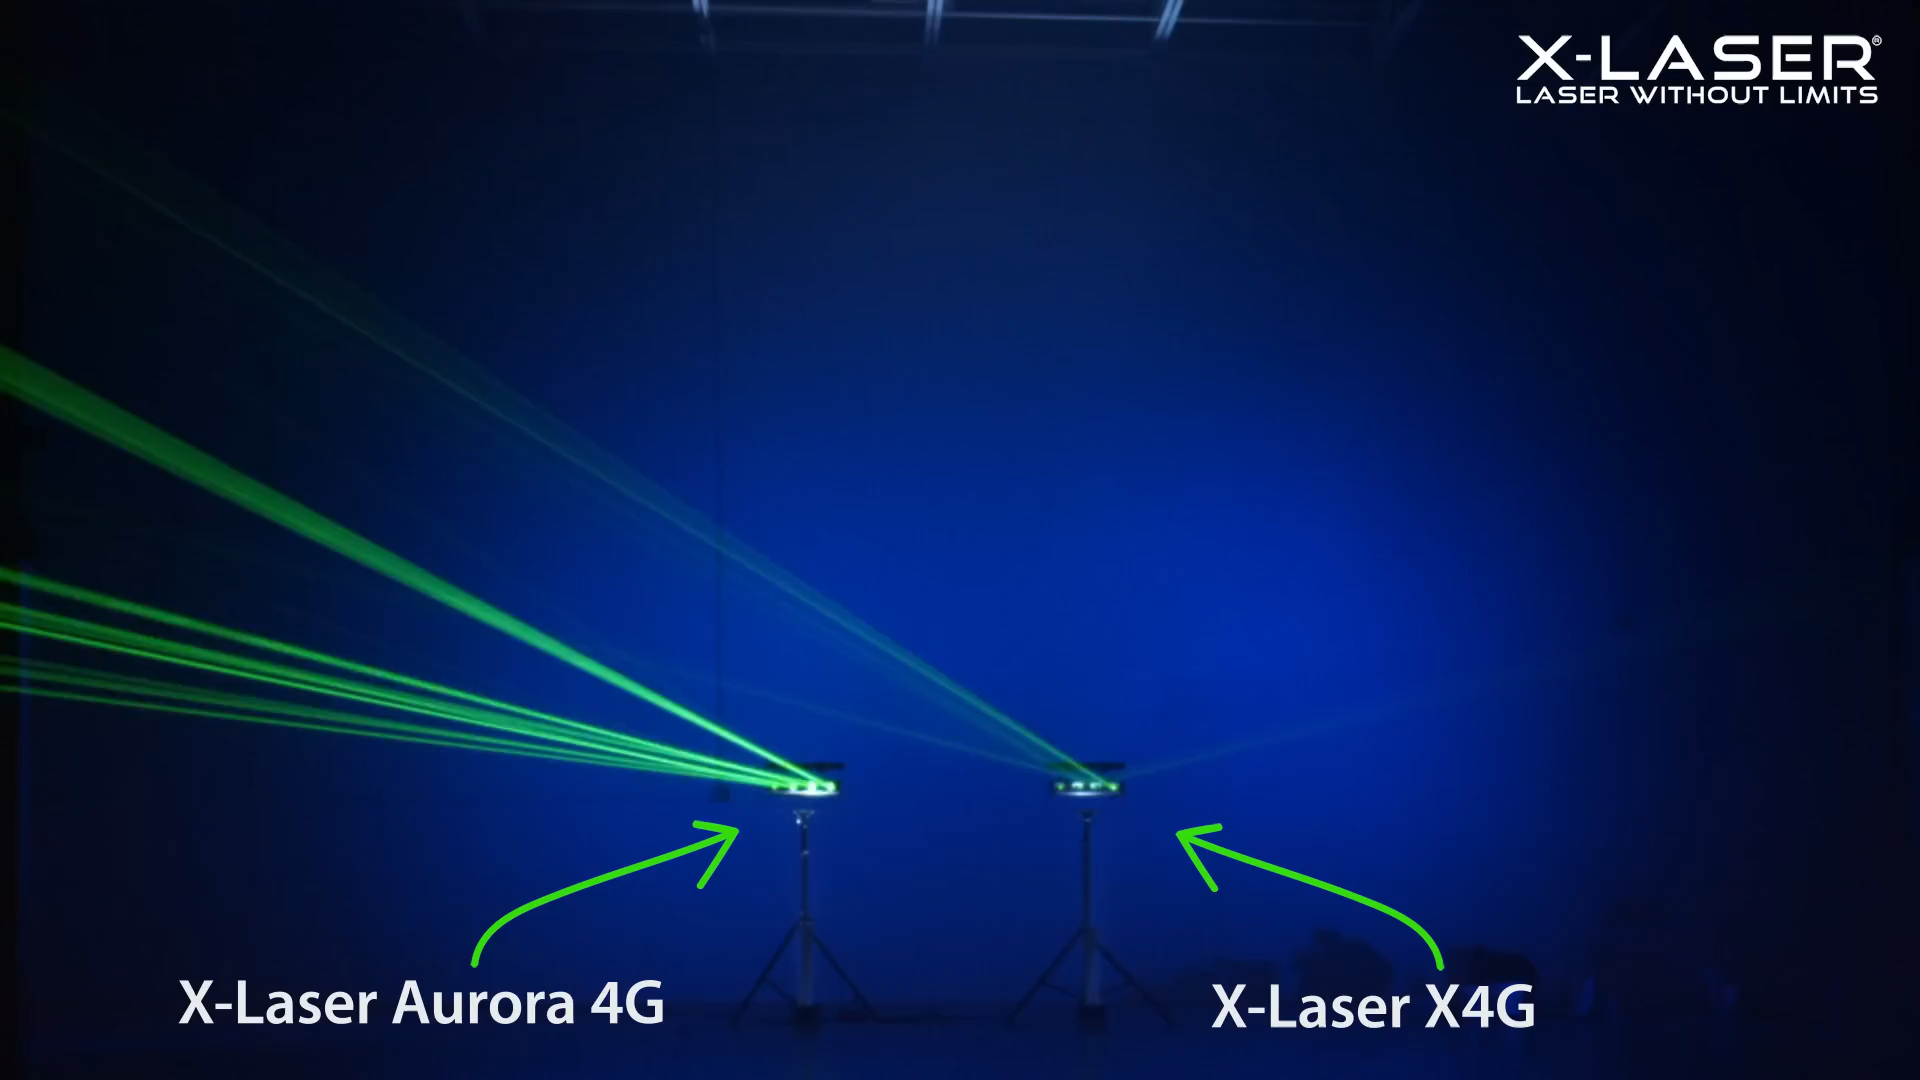 X-LASER®
LASER WITHOUT LIMITS
X-Laser Aurora 4G
X-Laser X4G